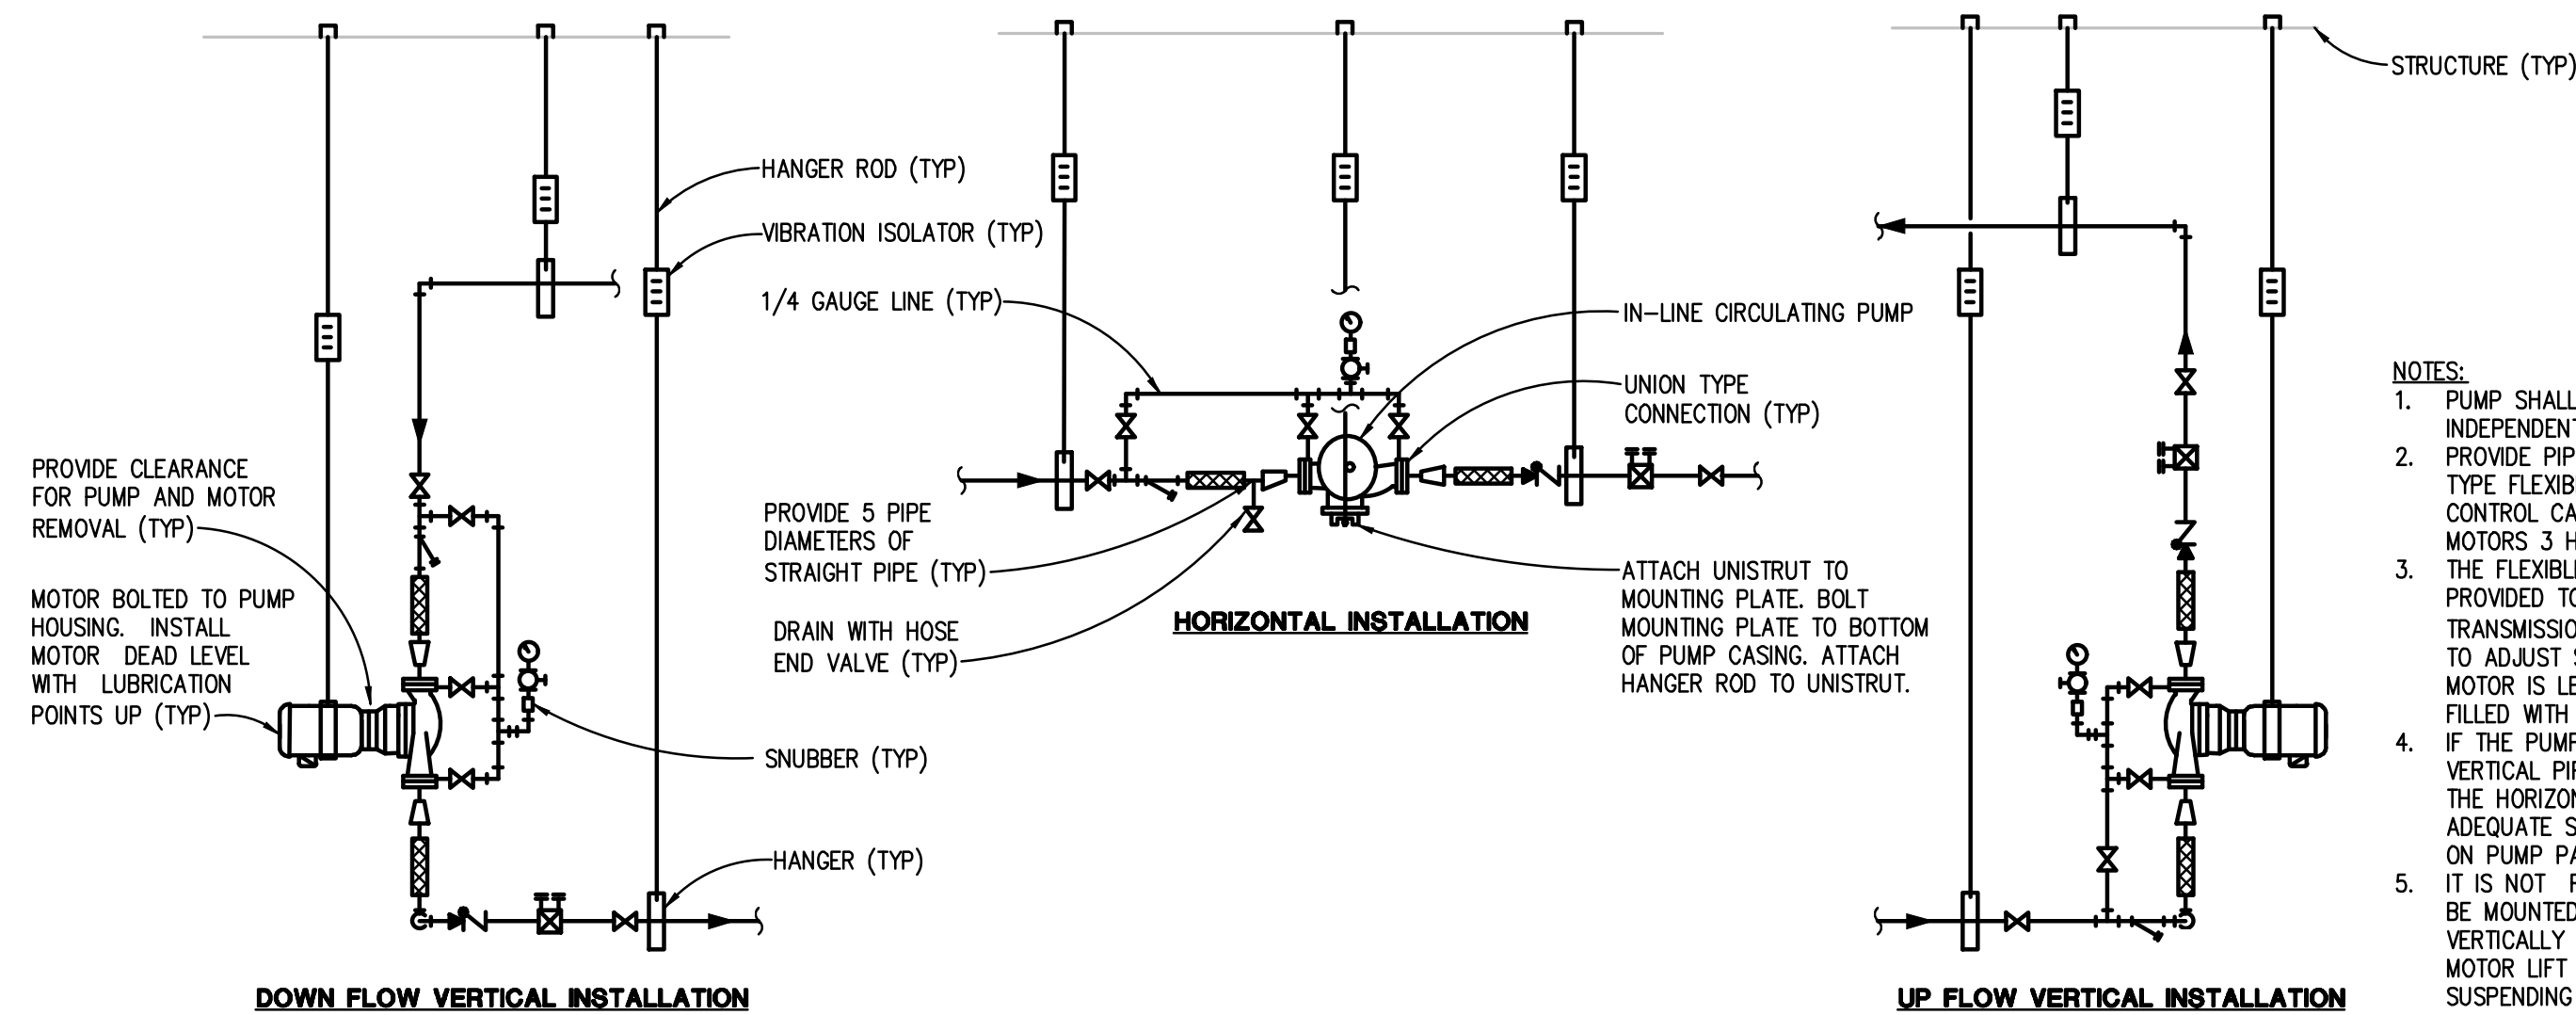 PROVIDE CLEARANCE
FOR PUMP AND MOTOR
REMOVAL (TYP)
MOTOR BOLTED TO PUMP
HOUSING. INSTALL
MOTOR DEAD LEVEL
WITH LUBRICATION
POINTS UP (TYP)
HANGER ROD (TYP)
VIBRATION ISOLATOR (TYP)
1/4 GAUGE LINE (TYP)
PROVIDE 5 PIPE
DIAMETERS OF
STRAIGHT PIPE (TYP)
DRAIN WITH HOSE
END VALVE (TYP)
SNUBBER (TYP)
HANGER (TYP)
DOWN FLOW VERTICAL INSTALLATION
IN-LINE CIRCULATING PUMP
UNION TYPE
CONNECTION (TYP)
ATTACH UNISTRUT TO
MOUNTING PLATE. BOLT
MOUNTING PLATE TO BOTTOM
OF PUMP CASING. ATTACH
HANGER ROD TO UNISTRUT.
HORIZONTAL INSTALLATION
STRUCTURE (TYP)
UP FLOW VERTICAL INSTALLATION
NOTES:
1. PUMP SHALL
INDEPENDENT
2. PROVIDE PIP
TYPE FLEXIB
CONTROL CA
MOTORS 3 H
3. THE FLEXIBLE
PROVIDED TO
TRANSMISSIO
TO ADJUST S
MOTOR IS LE
FILLED WITH
4. IF THE PUMP
VERTICAL PIP
THE HORIZON
ADEQUATE S
ON PUMP PA
5. IT IS NOT
BE MOUNTED
VERTICALLY
MOTOR LIFT
SUSPENDING